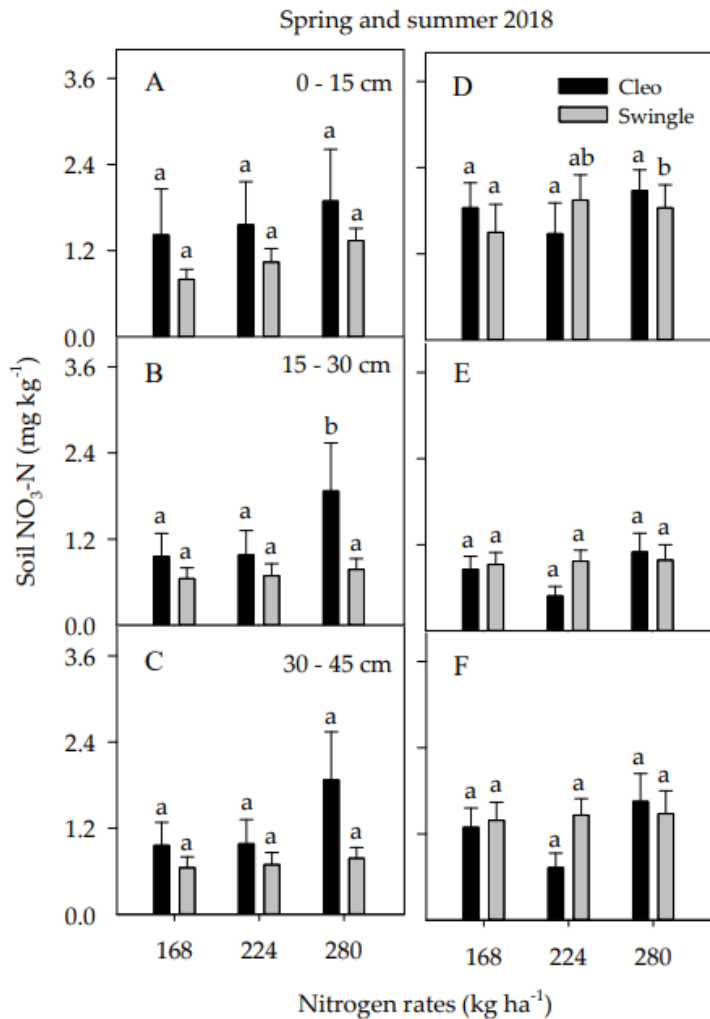 Spring and summer 2018
A 0 - 15 cm
D
Cleo
Swingle
3.6
2.4
1.2
0.0
a a a a a a
a a a ab a b
B 15 - 30 cm
E
3.6
2.4
1.2
0.0
a a a a b a
a a a a a a
C 30 - 45 cm
F
3.6
2.4
1.2
0.0
a a a a a a
a a a a a a
168 224 280
168 224 280
Soil NO₃-N (mg kg⁻¹)
Nitrogen rates (kg ha⁻¹)